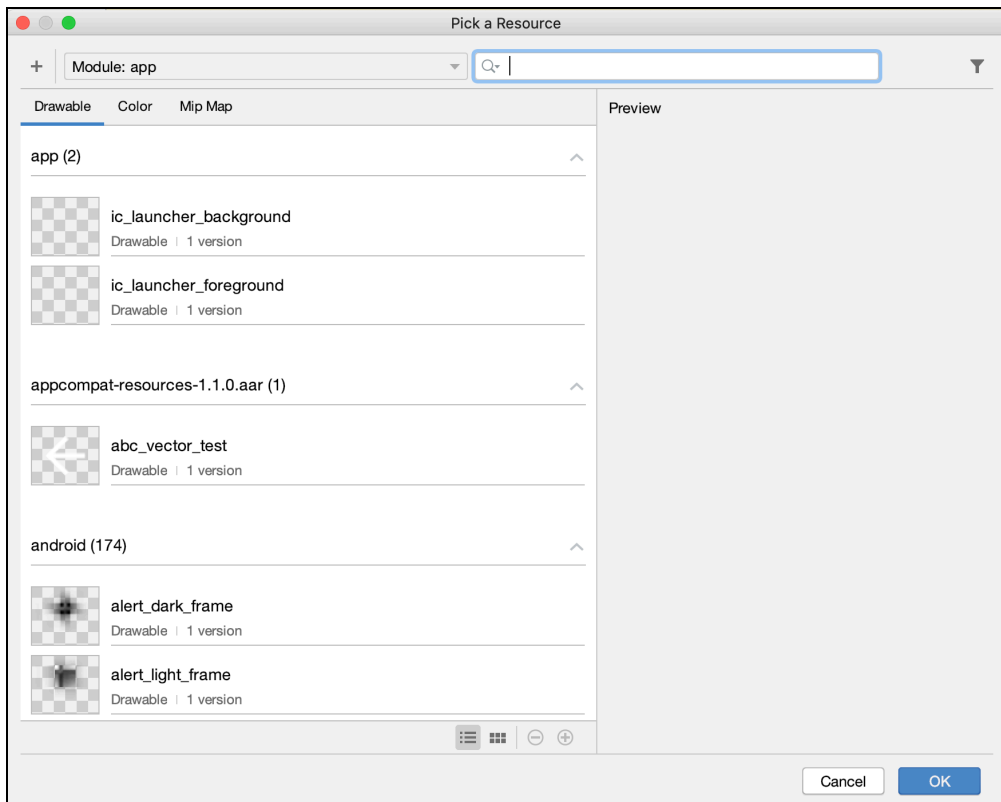 Pick a Resource
Module: app
Drawable Color Mip Map
Preview
app (2)
ic_launcher_background
Drawable | 1 version
ic_launcher_foreground
Drawable | 1 version
appcompat-resources-1.1.0.aar (1)
abc_vector_test
Drawable | 1 version
android (174)
alert_dark_frame
Drawable | 1 version
alert_light_frame
Drawable | 1 version
Cancel OK